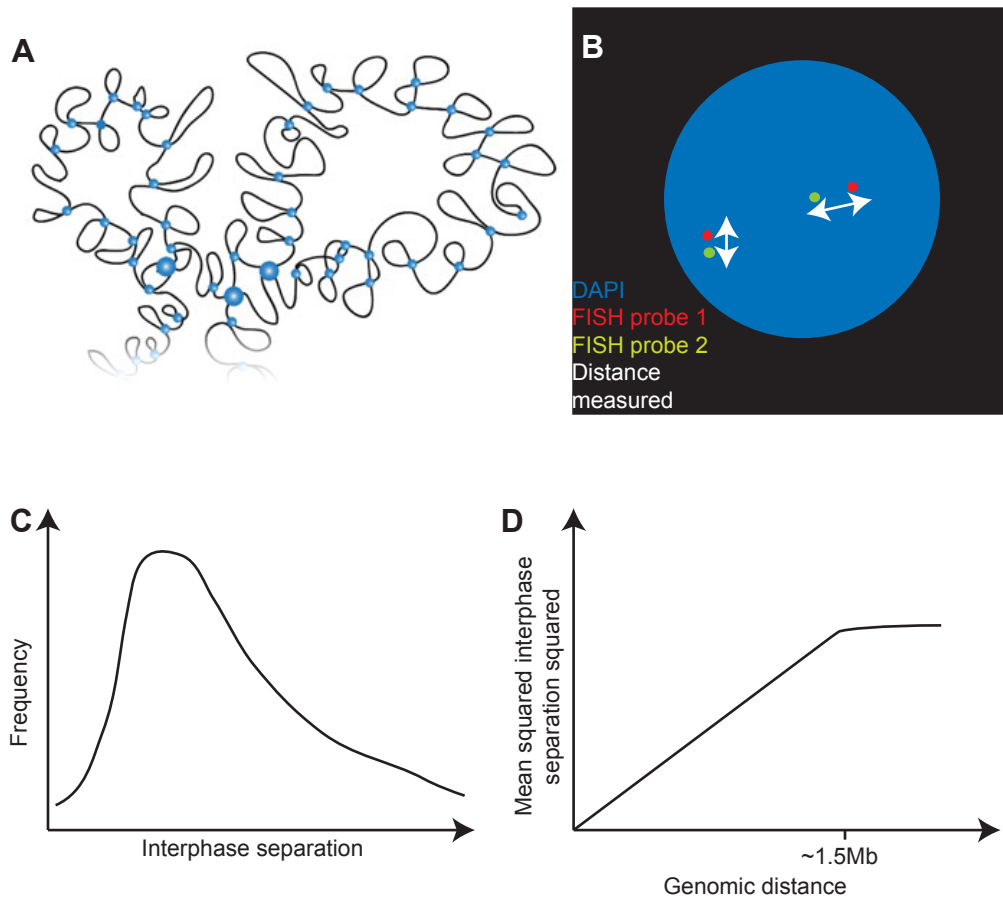 A
B
DAPI
FISH probe 1
FISH probe 2
Distance
measured
C
Frequency
Interphase separation
D
Mean squared interphase
separation squared
~1.5Mb
Genomic distance